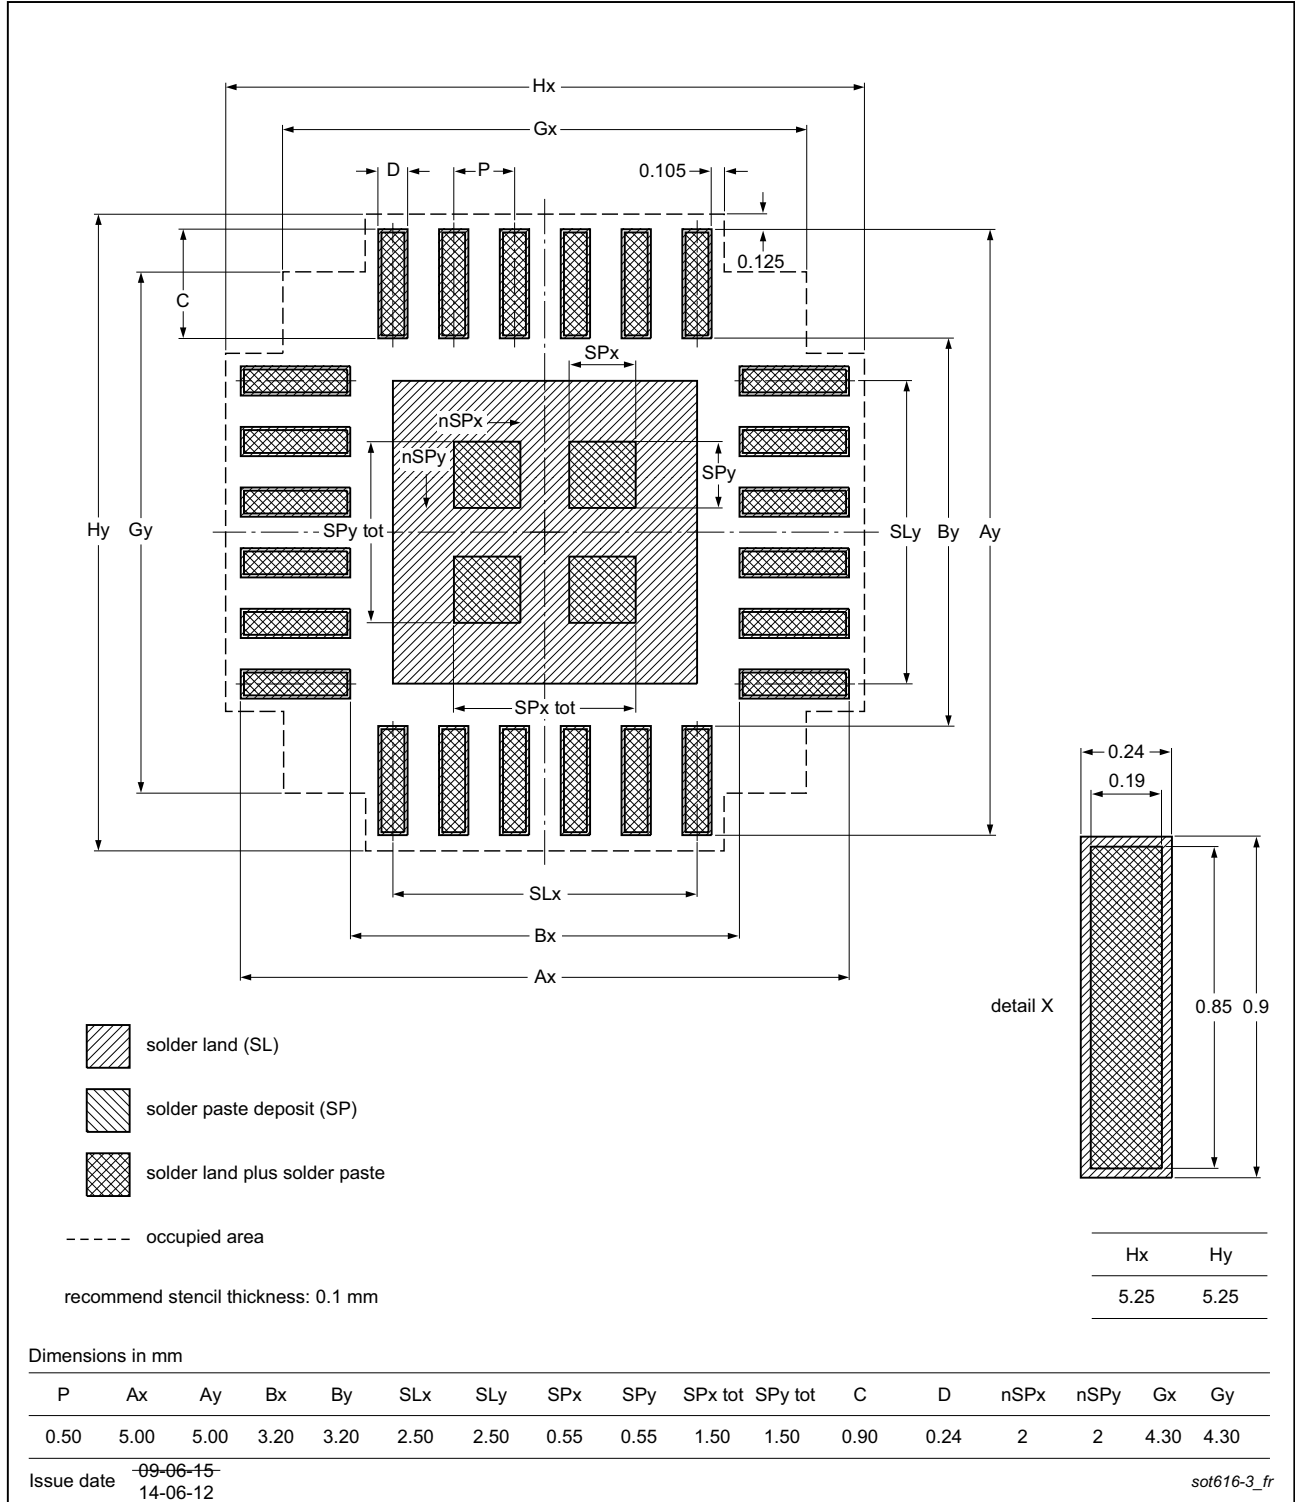 Hx
Gx
D
P
0.105
0.125
C
SPx
nSPx
nSPy
SPy
Hy
Gy
SPy tot
SLy
By
Ay
SPx tot
SLx
Bx
Ax
0.24
0.19
detail X
0.85
0.9
solder land (SL)
solder paste deposit (SP)
solder land plus solder paste
occupied area
recommend stencil thickness: 0.1 mm
Hx Hy
5.25 5.25
Dimensions in mm
P Ax Ay Bx By SLx SLy SPx SPy SPx tot SPy tot C D nSPx nSPy Gx Gy
0.50 5.00 5.00 3.20 3.20 2.50 2.50 0.55 0.55 1.50 1.50 0.90 0.24 2 2 4.30 4.30
Issue date 09-06-15
14-06-12
sot616-3_fr